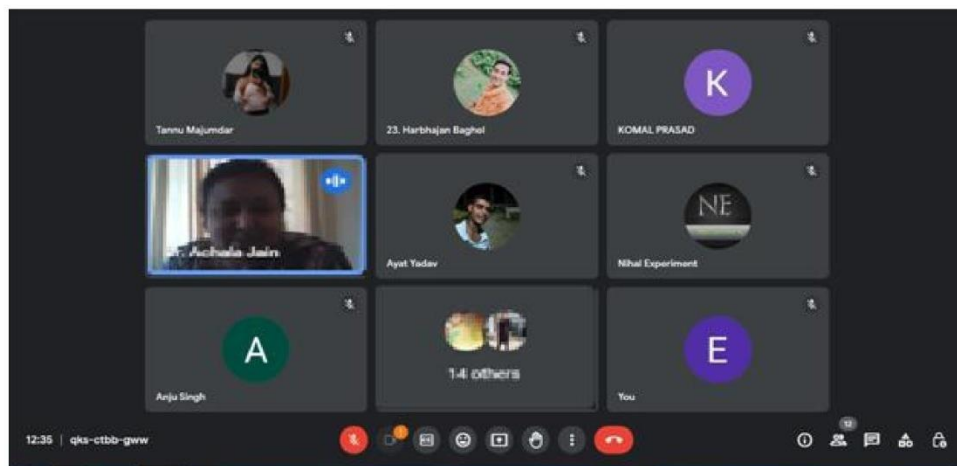 Tannu Majumdar
23. Harbhajan Baghel
K
KOMAL PRASAD
Dr. Achala Jain
Ayat Yadav
NE
Nihal Experiment
A
Anju Singh
14 others
E
You
12:35 | qks-ctbb-gww
12